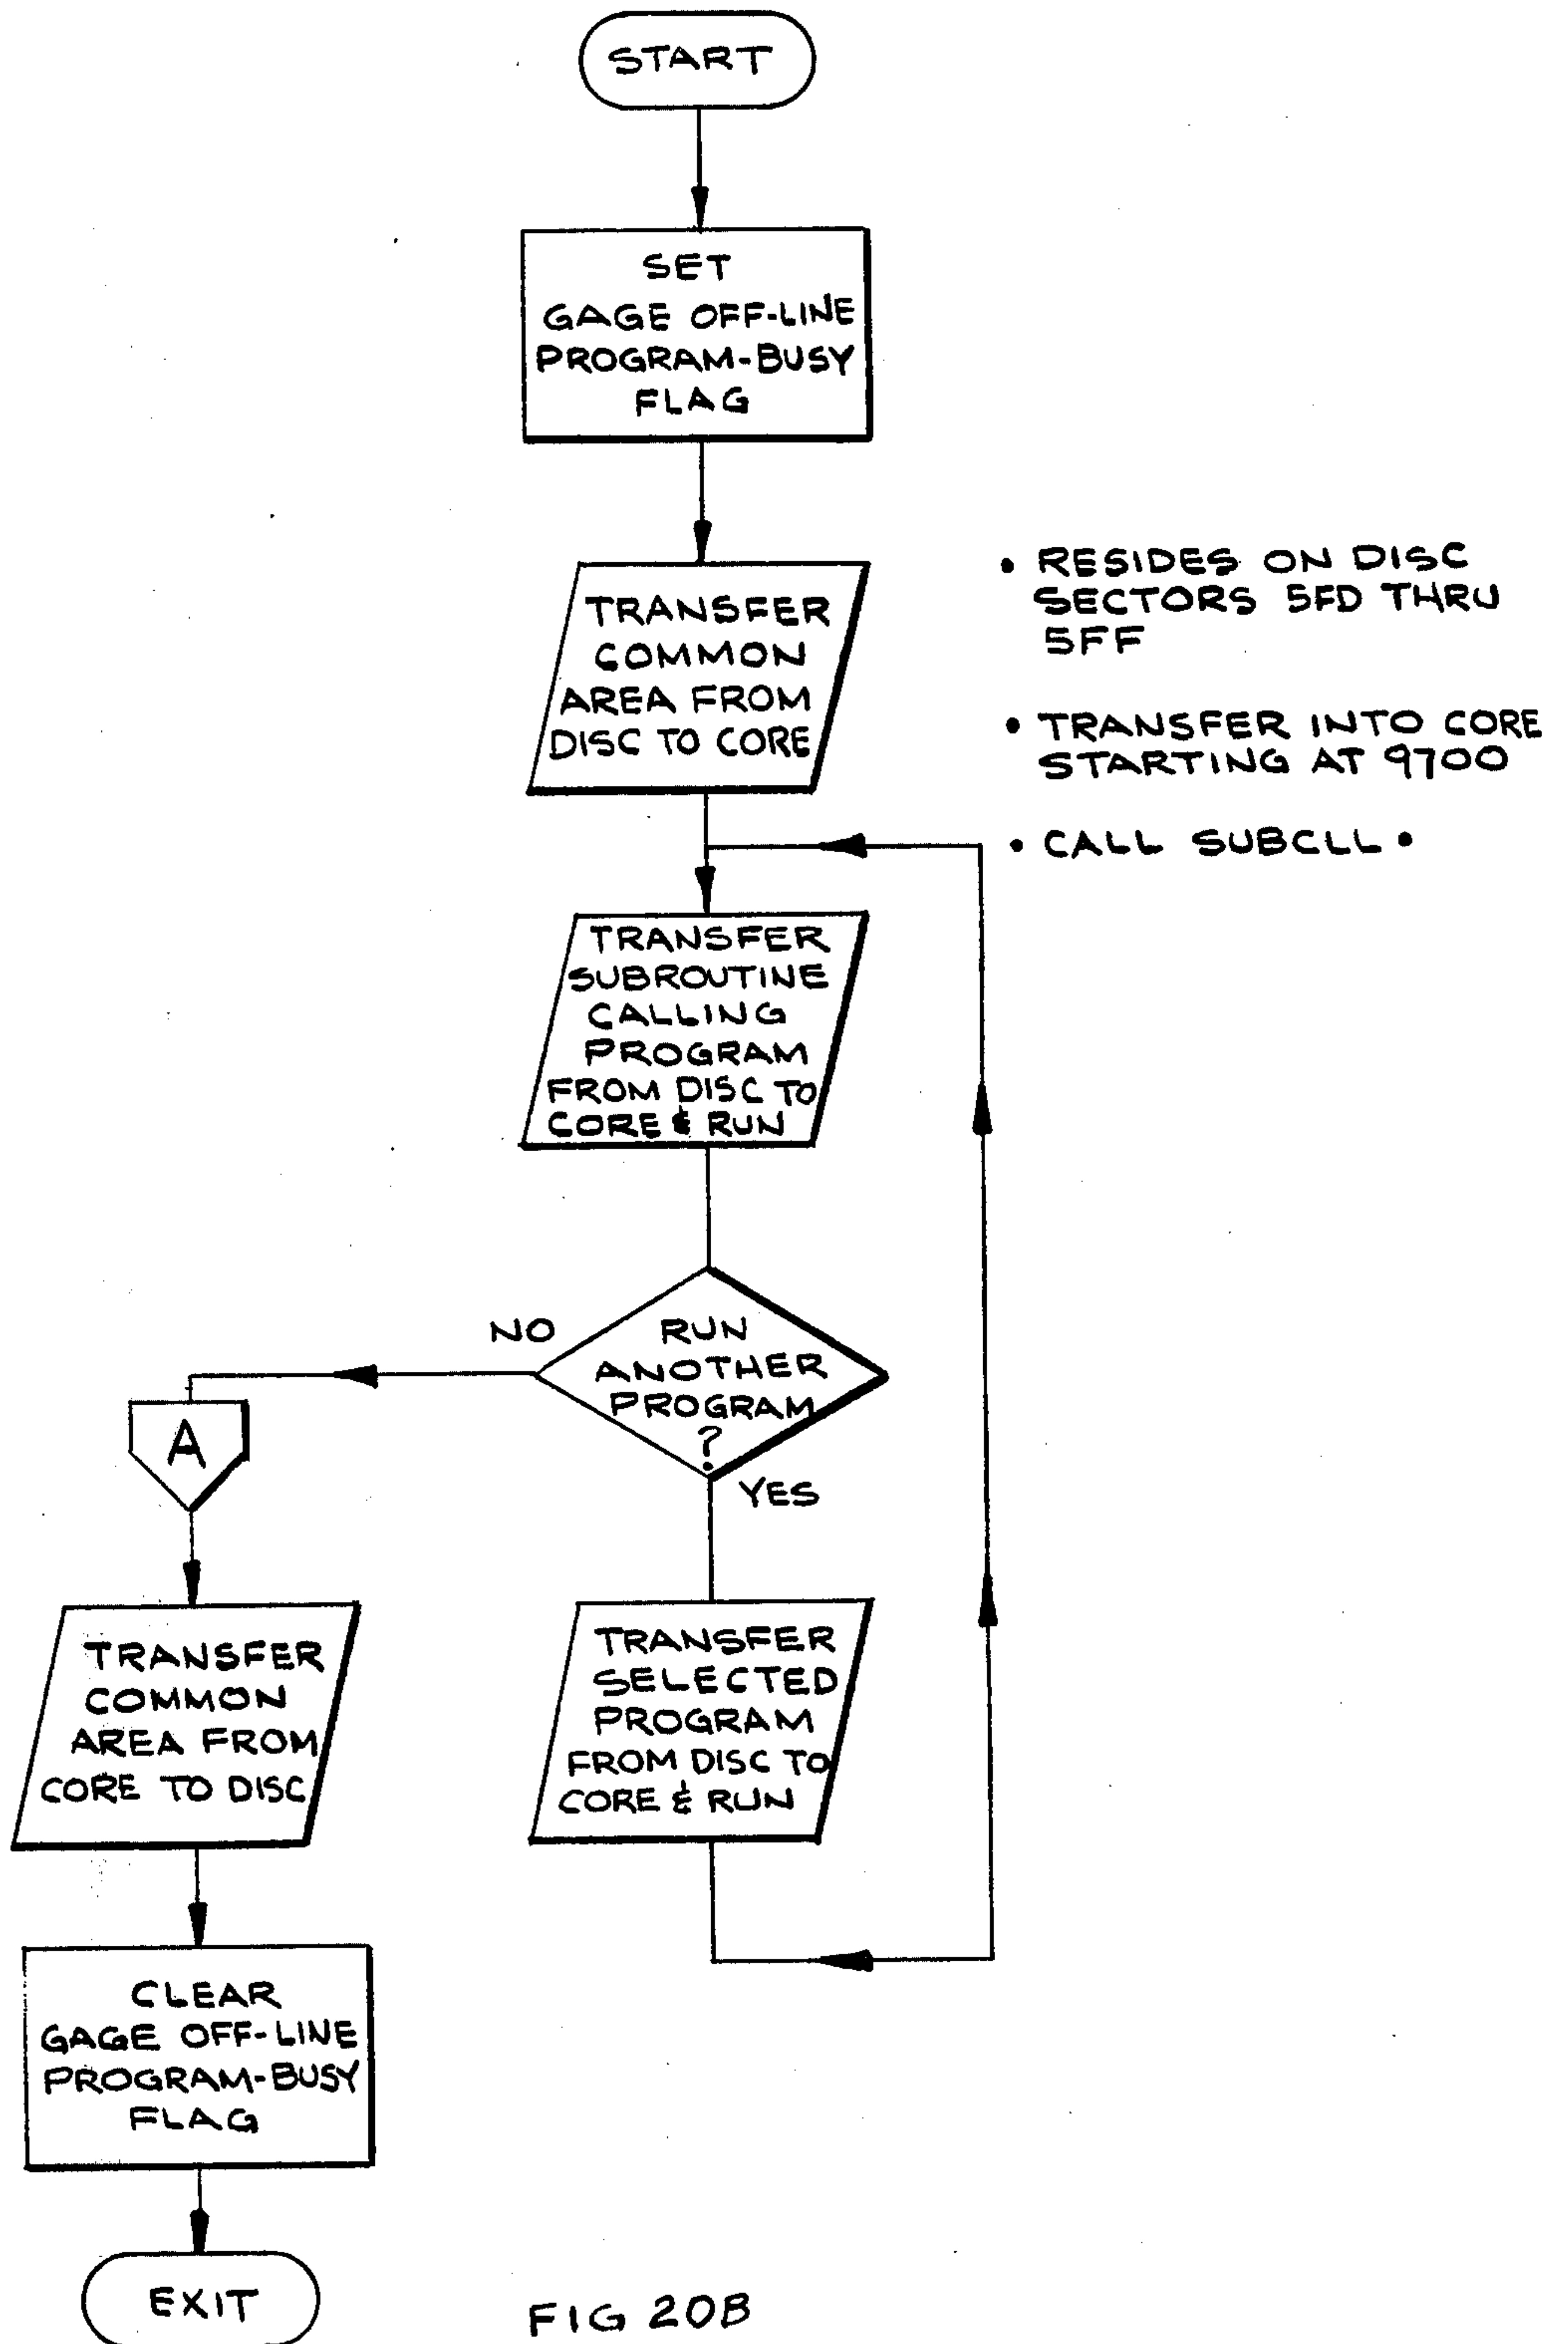 START
SET
GAGE OFF-LINE
PROGRAM-BUSY
FLAG
TRANSFER
COMMON
AREA FROM
DISC TO CORE
• RESIDES ON DISC
SECTORS 5FD THRU
5FF
• TRANSFER INTO CORE
STARTING AT 9700
• CALL SUBCLL •
TRANSFER
SUBROUTINE
CALLING
PROGRAM
FROM DISC TO
CORE & RUN
RUN
ANOTHER
PROGRAM
?
NO
YES
A
TRANSFER
COMMON
AREA FROM
CORE TO DISC
TRANSFER
SELECTED
PROGRAM
FROM DISC TO
CORE & RUN
CLEAR
GAGE OFF-LINE
PROGRAM-BUSY
FLAG
EXIT
FIG 20B